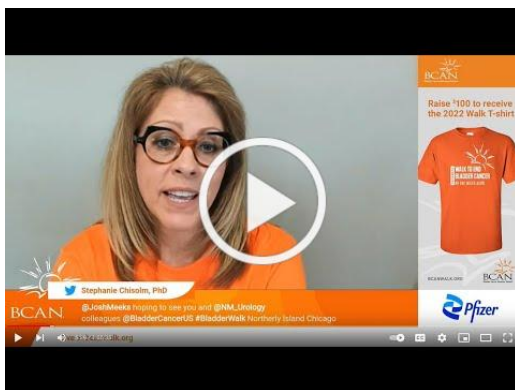 BCAN
Raise $100 to receive
the 2022 Walk T-shirt
WALK TO END
BLADDER CANCER
BCANWALK.ORG
BCAN
Stephanie Chisolm, PhD
@JoshMeeks hoping to see you and @NM_Urology
colleagues @BladderCancerUS #BladderWalk Northerly Island Chicago
BCAN
Pfizer